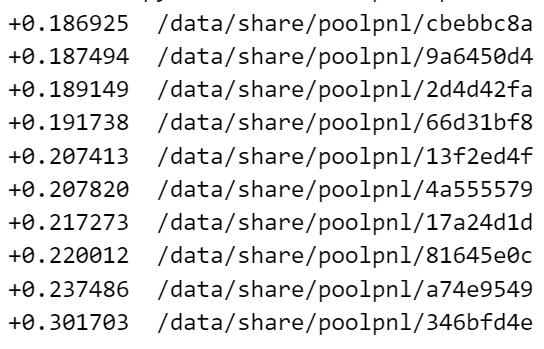 +0.186925  /data/share/poolpnl/cbebbc8a
+0.187494  /data/share/poolpnl/9a6450d4
+0.189149  /data/share/poolpnl/2d4d42fa
+0.191738  /data/share/poolpnl/66d31bf8
+0.207413  /data/share/poolpnl/13f2ed4f
+0.207820  /data/share/poolpnl/4a555579
+0.217273  /data/share/poolpnl/17a24d1d
+0.220012  /data/share/poolpnl/81645e0c
+0.237486  /data/share/poolpnl/a74e9549
+0.301703  /data/share/poolpnl/346bfd4e